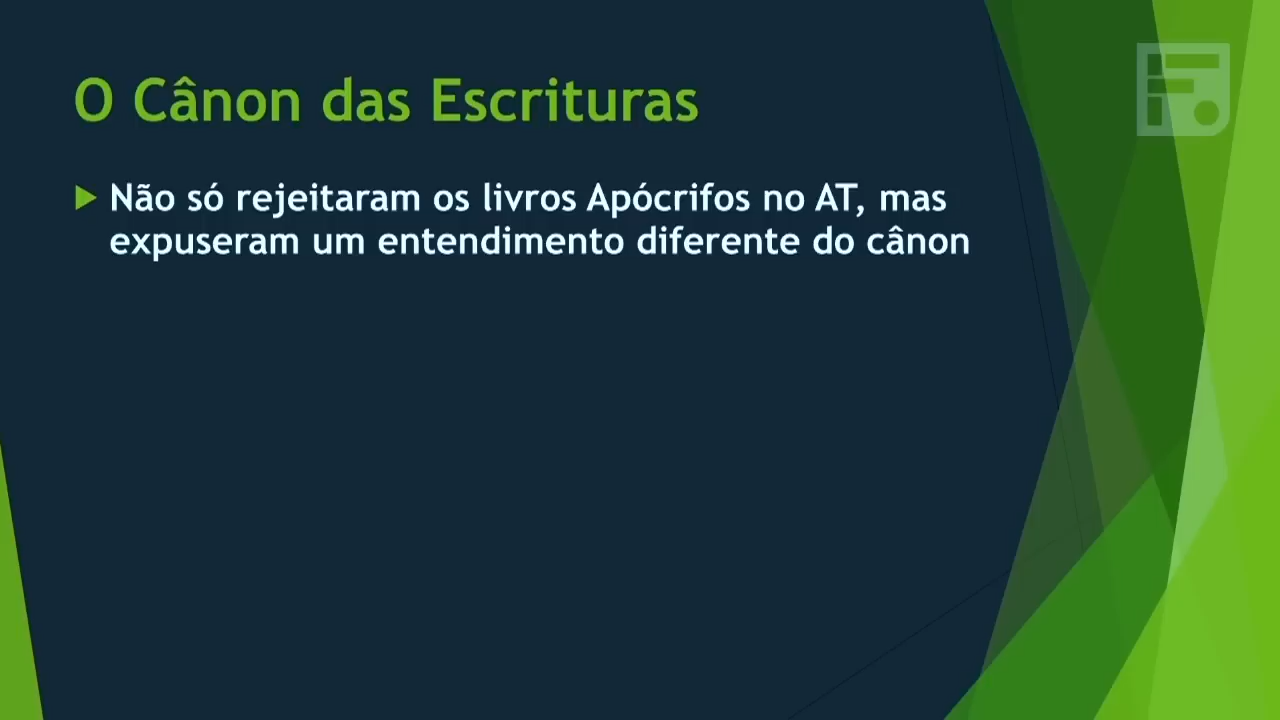 O Cânon das Escrituras
Não só rejeitaram os livros Apócrifos no AT, mas
expuseram um entendimento diferente do cânon